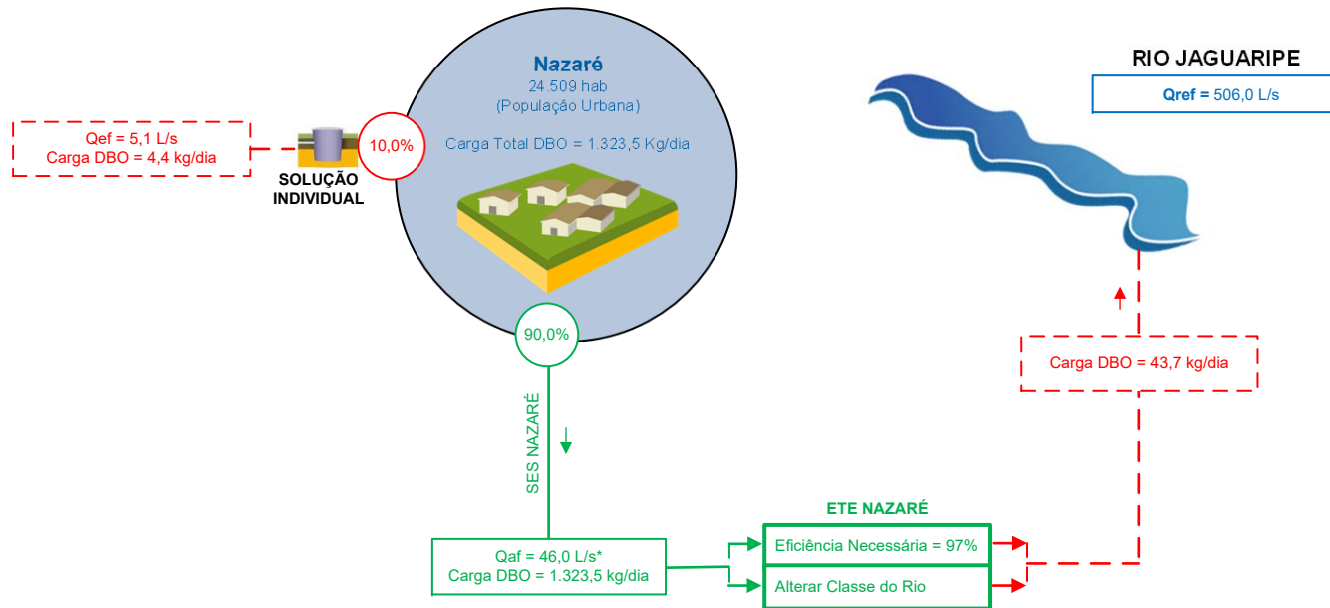 Nazaré
24.509 hab
(População Urbana)
Carga Total DBO = 1.323,5 Kg/dia
RIO JAGUARIPE
Qref = 506,0 L/s
Qef = 5,1 L/s
Carga DBO = 4,4 kg/dia
10,0%
SOLUÇÃO
INDIVIDUAL
90,0%
SES NAZARÉ
Carga DBO = 43,7 kg/dia
ETE NAZARÉ
Qaf = 46,0 L/s*
Carga DBO = 1.323,5 kg/dia
Eficiência Necessária = 97%
Alterar Classe do Rio